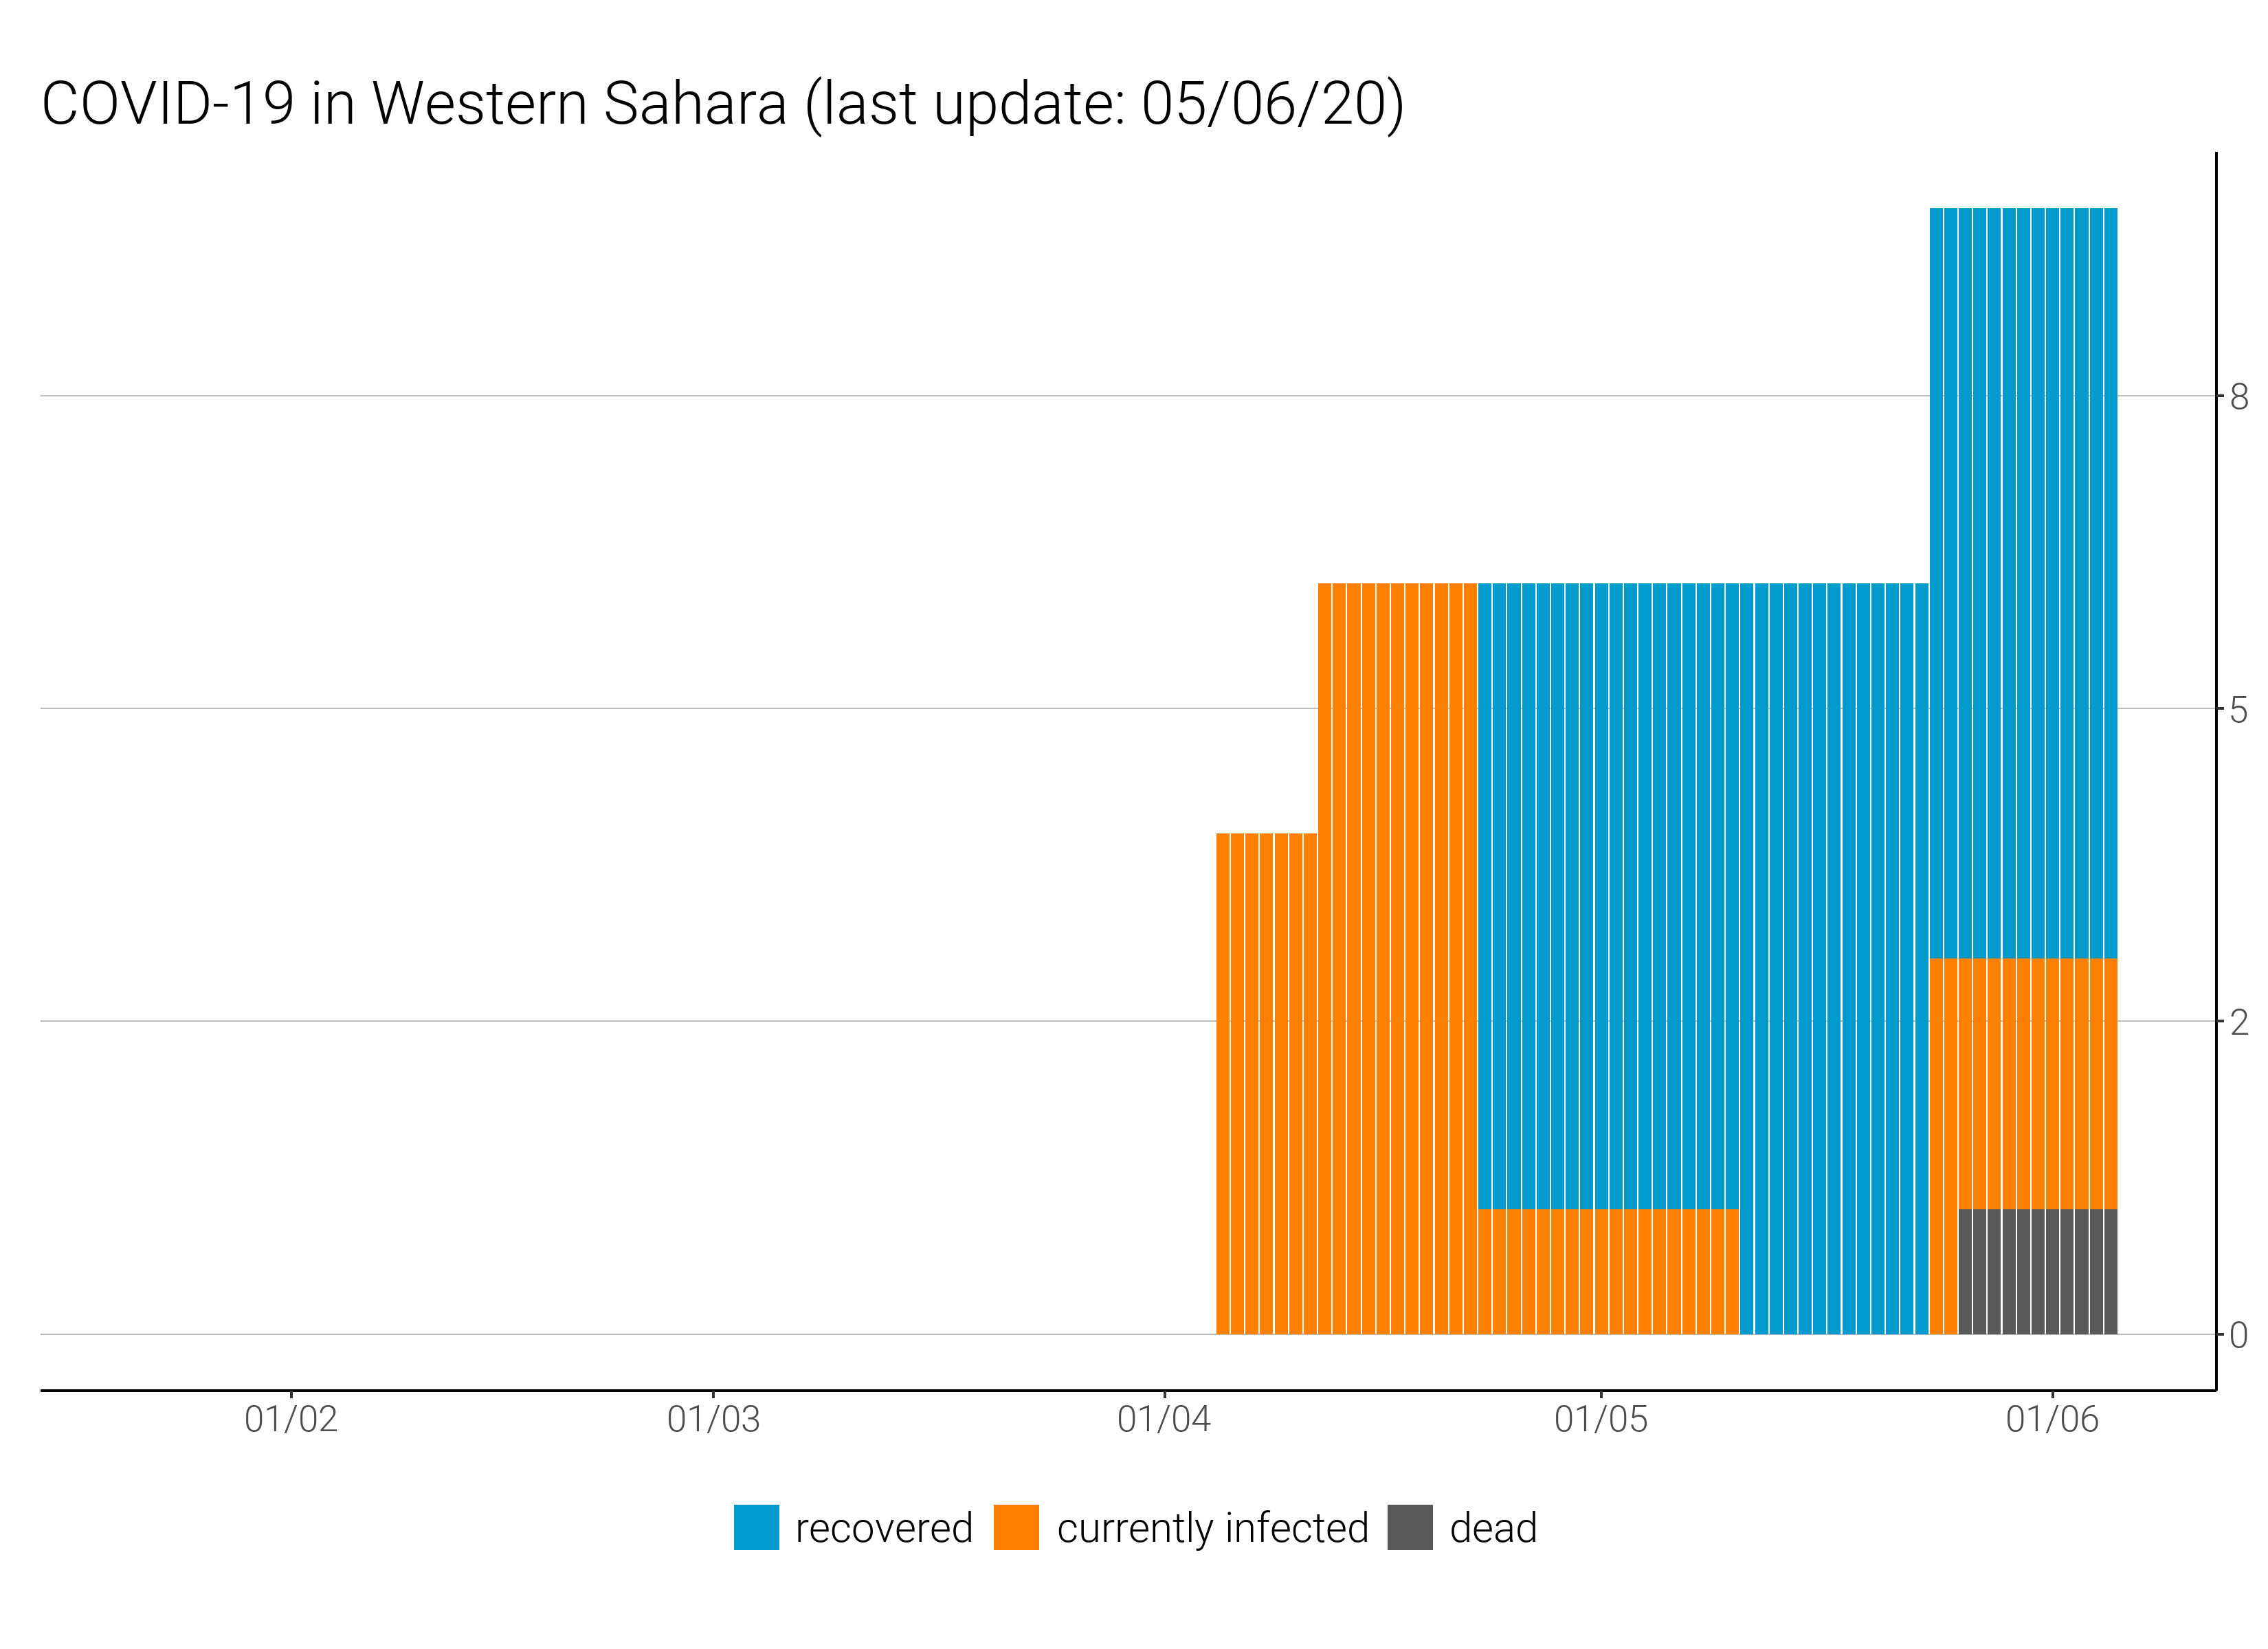 COVID-19 in Western Sahara (last update: 05/06/20)
8
5
2
0
01/02 01/03 01/04 01/05 01/06
recovered currently infected dead